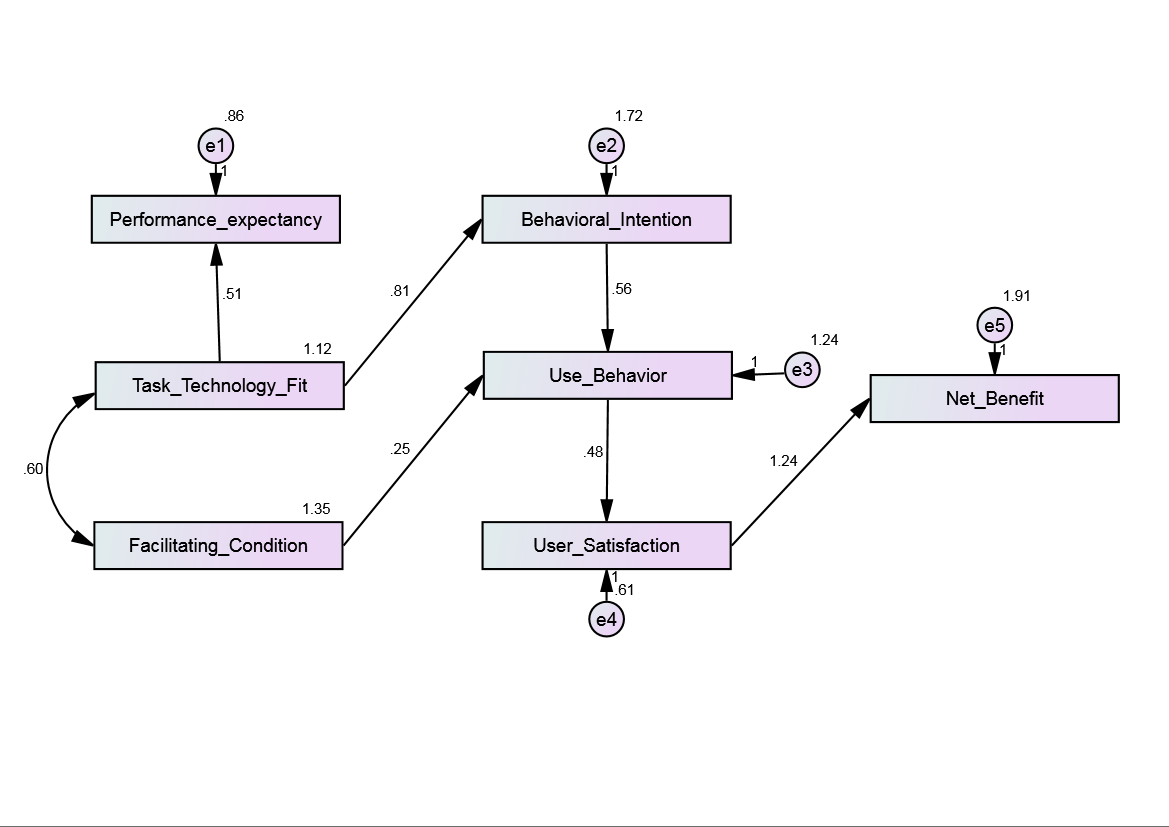 .86
e1
1
Performance_expectancy
1.72
e2
1
Behavioral_Intention
.51
.81
.56
1.12
Task_Technology_Fit
Use_Behavior
1
e3
1.24
1.91
e5
1
Net_Benefit
.60
.25
.48
1.24
1.35
Facilitating_Condition
User_Satisfaction
1
.61
e4